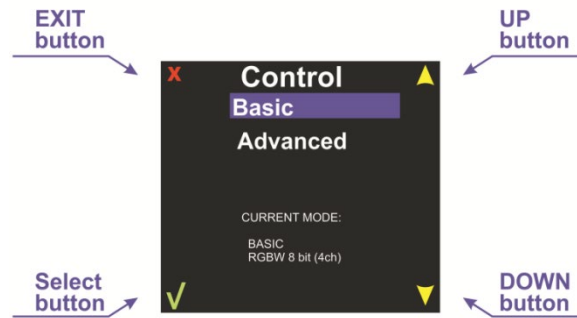 EXIT
button
UP
button
X
Control
Basic
Advanced
CURRENT MODE:
BASIC
RGBW 8 bit (4ch)
Select
button
DOWN
button